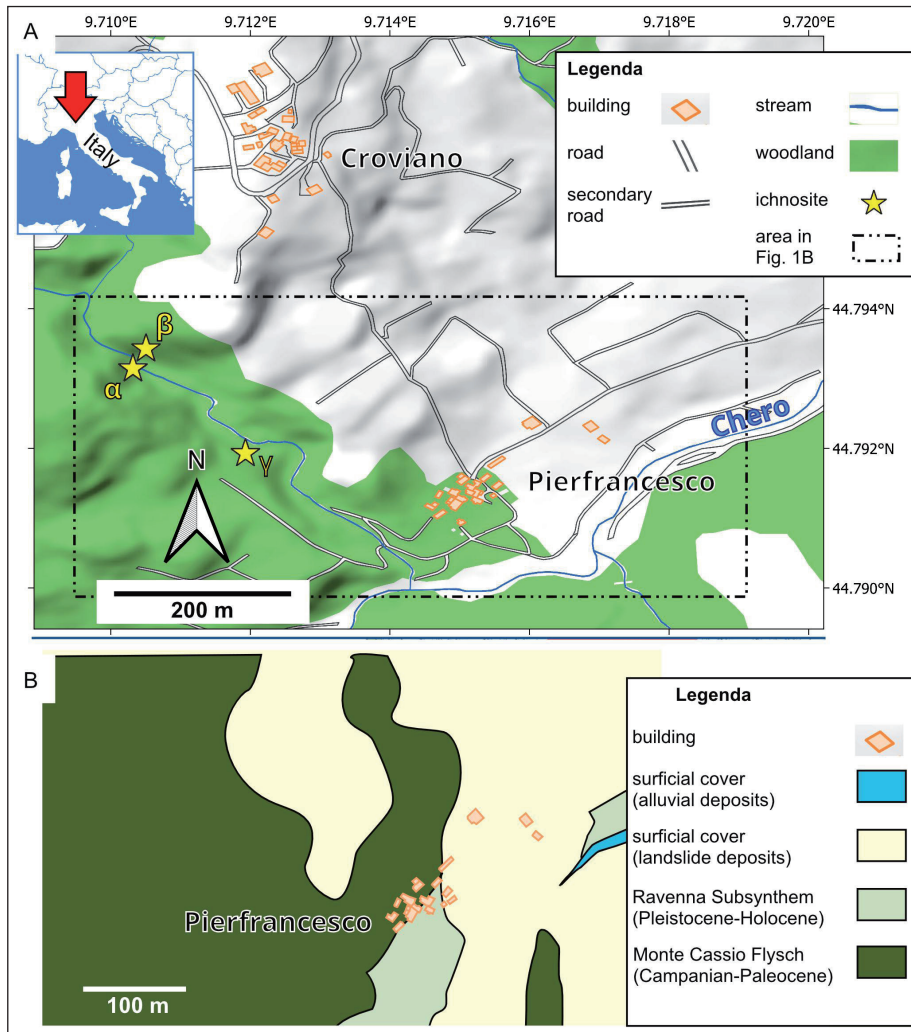 A
9.710°E
9.712°E
9.714°E
9.716°E
9.718°E
9.720°E
Italy
Croviano
Legenda
building
stream
road
woodland
secondary
road
ichnosite
area in
Fig. 1B
44.794°N
β
α
Chero
γ
44.792°N
N
Pierfrancesco
44.790°N
200 m
B
Legenda
building
surficial cover
(alluvial deposits)
surficial cover
(landslide deposits)
Ravenna Subsynthem
(Pleistocene-Holocene)
Pierfrancesco
Monte Cassio Flysch
(Campanian-Paleocene)
100 m